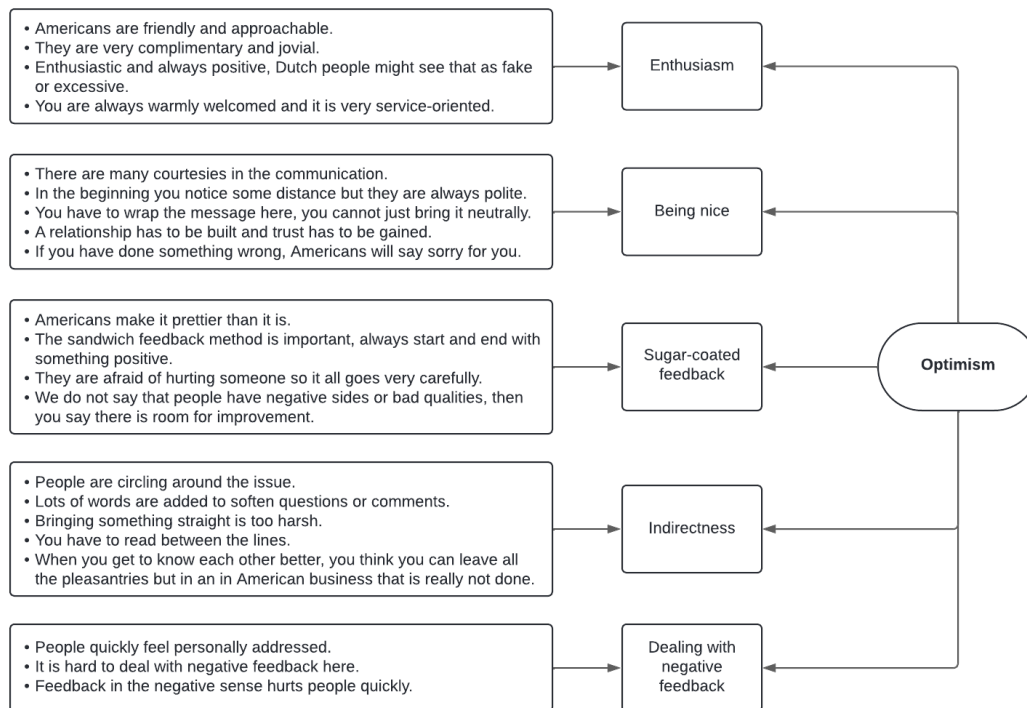 • Americans are friendly and approachable.
• They are very complimentary and jovial.
• Enthusiastic and always positive, Dutch people might see that as fake
or excessive.
• You are always warmly welcomed and it is very service-oriented.
Enthusiasm
• There are many courtesies in the communication.
• In the beginning you notice some distance but they are always polite.
• You have to wrap the message here, you cannot just bring it neutrally.
• A relationship has to be built and trust has to be gained.
• If you have done something wrong, Americans will say sorry for you.
Being nice
• Americans make it prettier than it is.
• The sandwich feedback method is important, always start and end with
something positive.
• They are afraid of hurting someone so it all goes very carefully.
• We do not say that people have negative sides or bad qualities, then
you say there is room for improvement.
Sugar-coated
feedback
Optimism
• People are circling around the issue.
• Lots of words are added to soften questions or comments.
• Bringing something straight is too harsh.
• You have to read between the lines.
• When you get to know each other better, you think you can leave all
the pleasantries but in an in American business that is really not done.
Indirectness
• People quickly feel personally addressed.
• It is hard to deal with negative feedback here.
• Feedback in the negative sense hurts people quickly.
Dealing with
negative
feedback